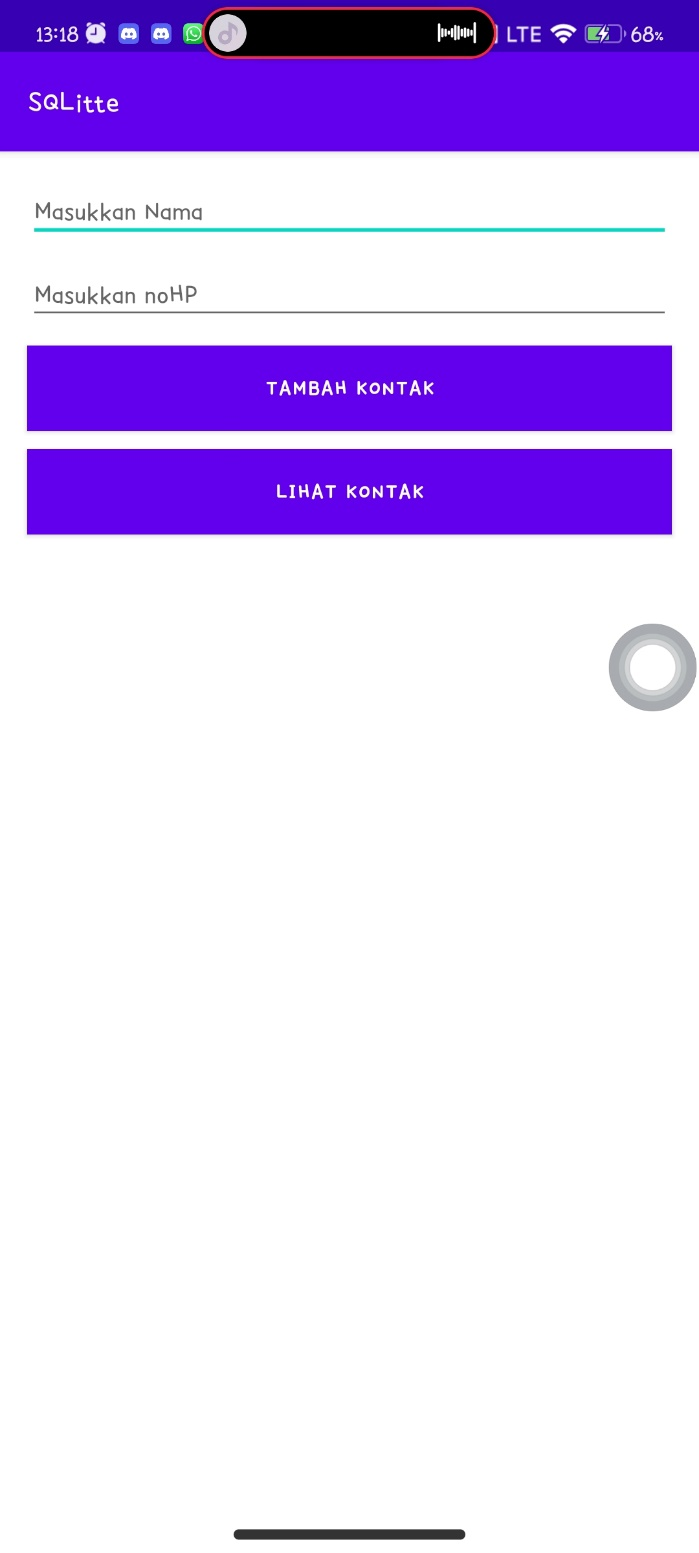 13:18 LTE 68%
SQLitte
Masukkan Nama
Masukkan noHP
TAMBAH KONTAK
LIHAT KONTAK